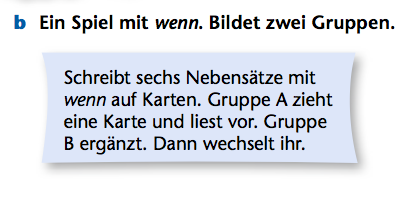 b Ein Spiel mit wenn. Bildet zwei Gruppen.
Schreibt sechs Nebensätze mit
wenn auf Karten. Gruppe A zieht
eine Karte und liest vor. Gruppe
B ergänzt. Dann wechselt ihr.